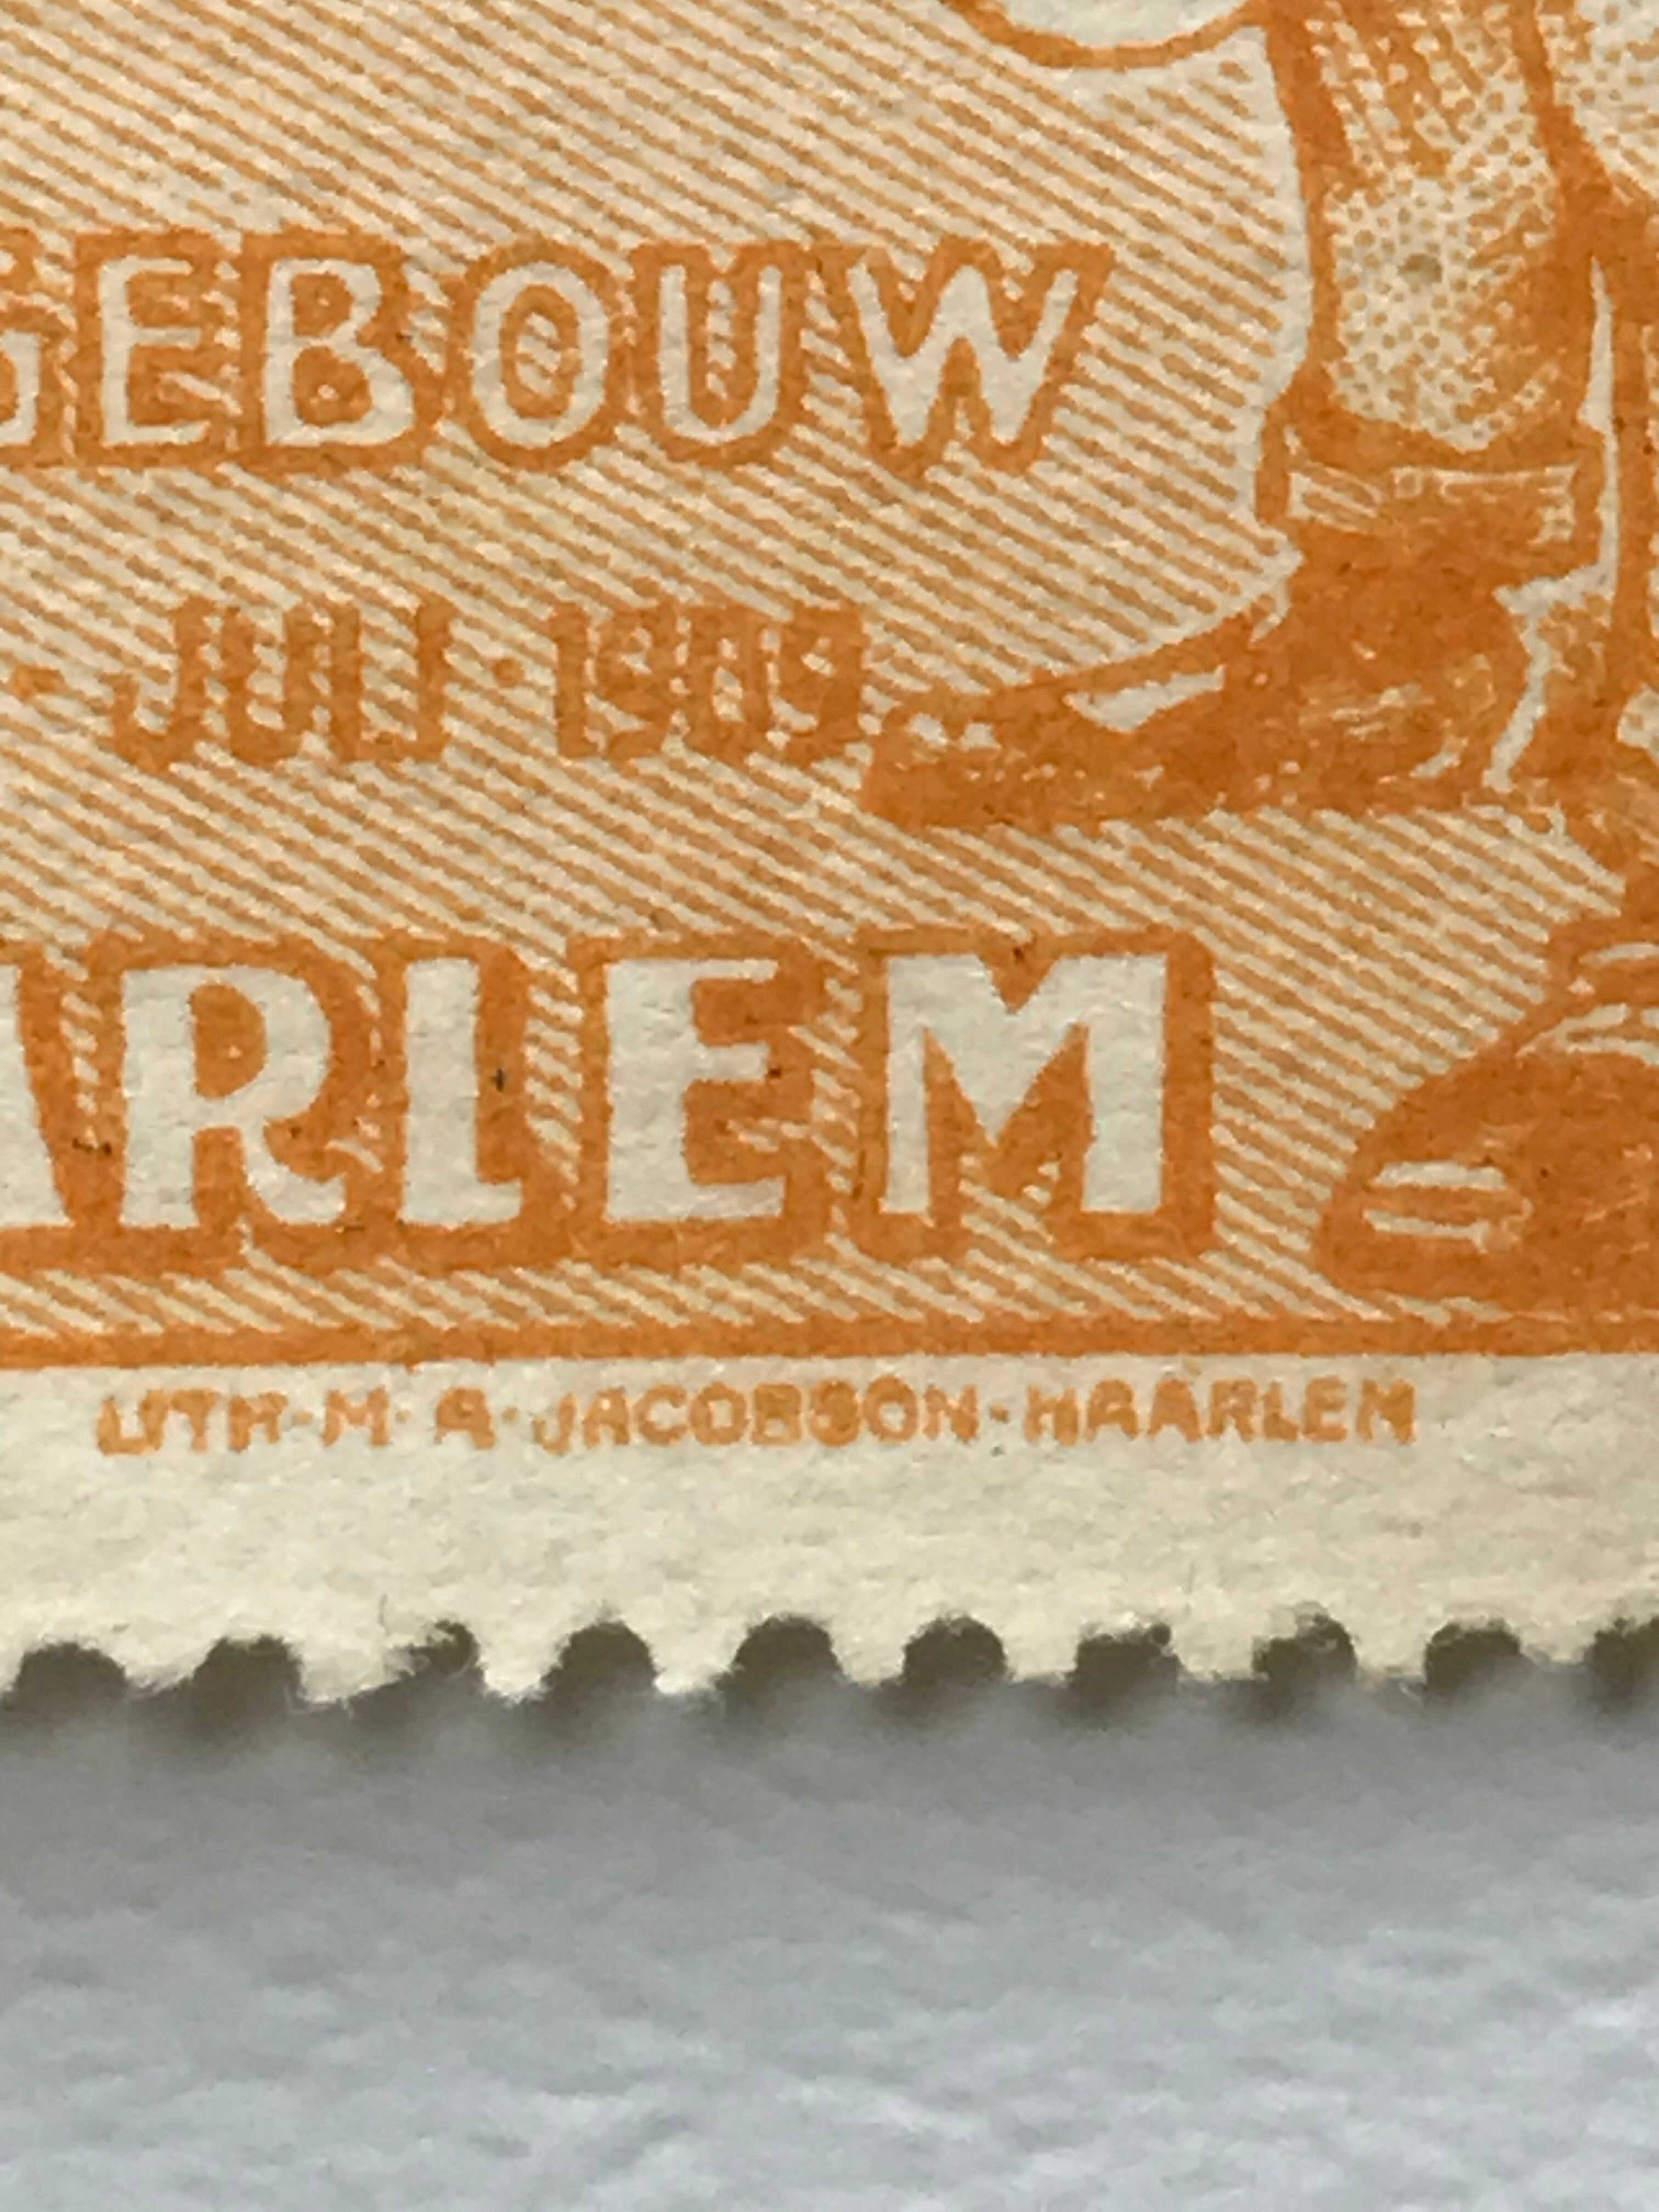 GEBOUW
· JULI · 1909
ARLEM
LITH · M · A · JACOBSON · HAARLEM